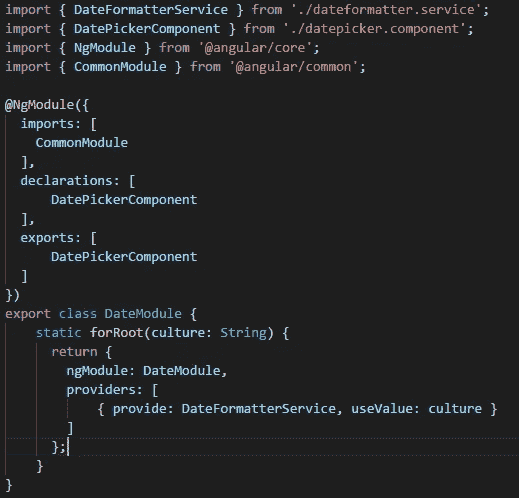 import { DateFormatterService } from './dateformatter.service';
import { DatePickerComponent } from './datepicker.component';
import { NgModule } from '@angular/core';
import { CommonModule } from '@angular/common';
@NgModule({
imports: [
CommonModule
],
declarations: [
DatePickerComponent
],
exports: [
DatePickerComponent
]
})
export class DateModule {
static forRoot(culture: String) {
return {
ngModule: DateModule,
providers: [
{ provide: DateFormatterService, useValue: culture }
]
};
}
}